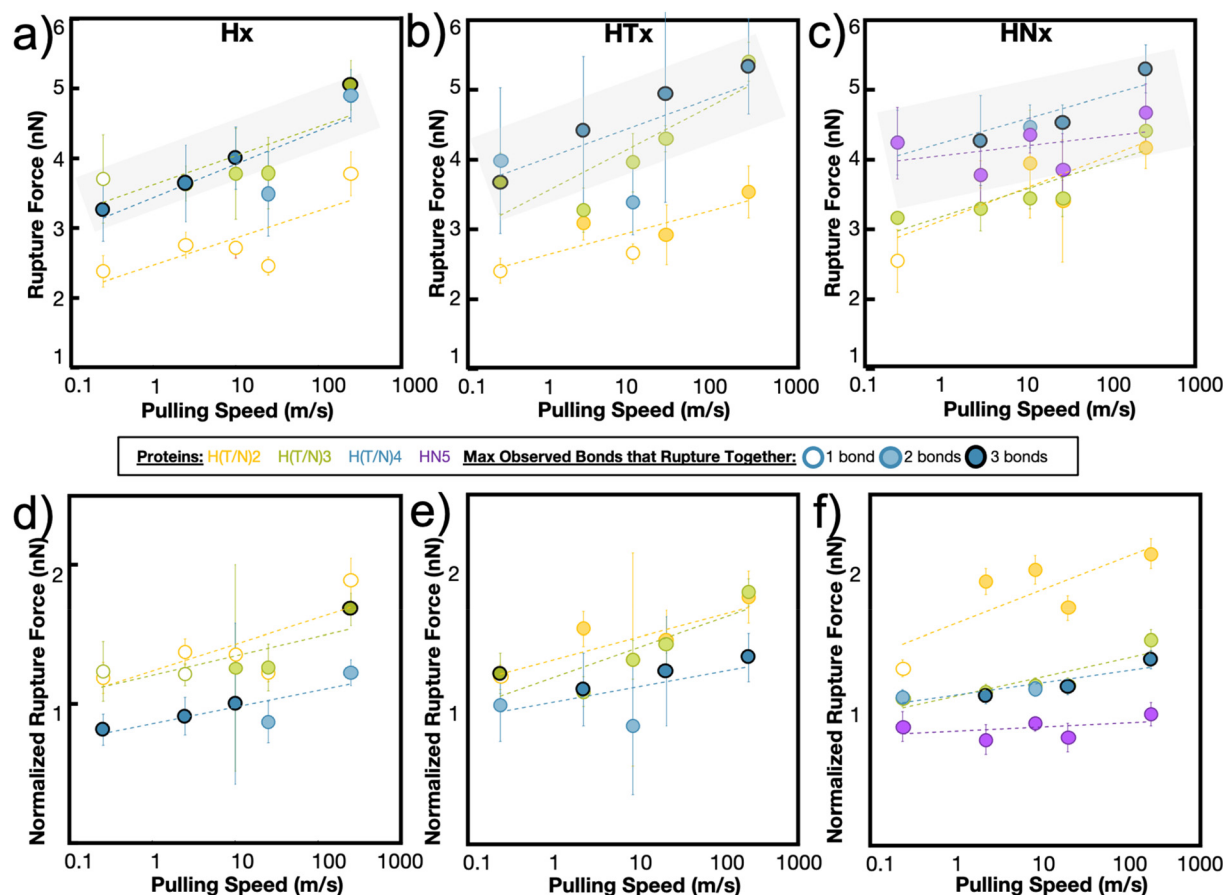 a)
Hx
b)
HTx
c)
HNx
Rupture Force (nN)
6
5
4
3
2
1
0.1 1 10 100 1000
Pulling Speed (m/s)
Rupture Force (nN)
6
5
4
3
2
1
0.1 1 10 100 1000
Pulling Speed (m/s)
Rupture Force (nN)
6
5
4
3
2
1
0.1 1 10 100 1000
Pulling Speed (m/s)
Proteins: H(T/N)2 H(T/N)3 H(T/N)4 HN5 Max Observed Bonds that Rupture Together: 1 bond 2 bonds 3 bonds
d)
e)
f)
Normalized Rupture Force (nN)
2
1
0.1 1 10 100 1000
Pulling Speed (m/s)
Normalized Rupture Force (nN)
2
1
0.1 1 10 100 1000
Pulling Speed (m/s)
Normalized Rupture Force (nN)
2
1
0.1 1 10 100 1000
Pulling Speed (m/s)